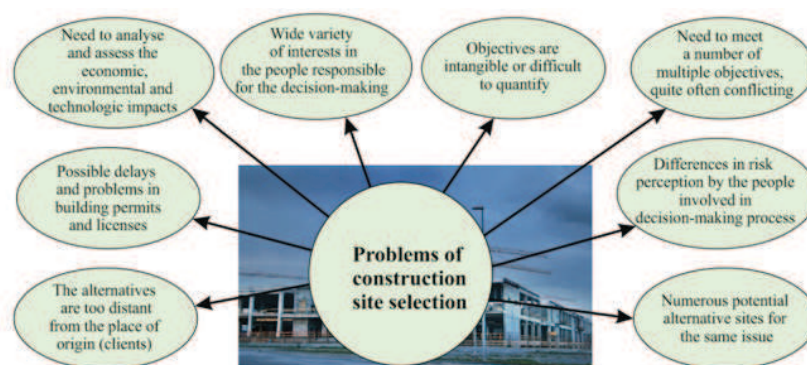 Need to analyse
and assess the
economic,
environmental and
technologic impacts
Wide variety
of interests in
the people responsible
for the decision-making
Objectives are
intangible or difficult
to quantify
Need to meet
a number of
multiple objectives,
quite often conflicting
Possible delays
and problems in
building permits
and licenses
Differences in risk
perception by the people
involved in
decision-making process
Problems of
construction
site selection
The alternatives
are too distant
from the place of
origin (clients)
Numerous potential
alternative sites for
the same issue